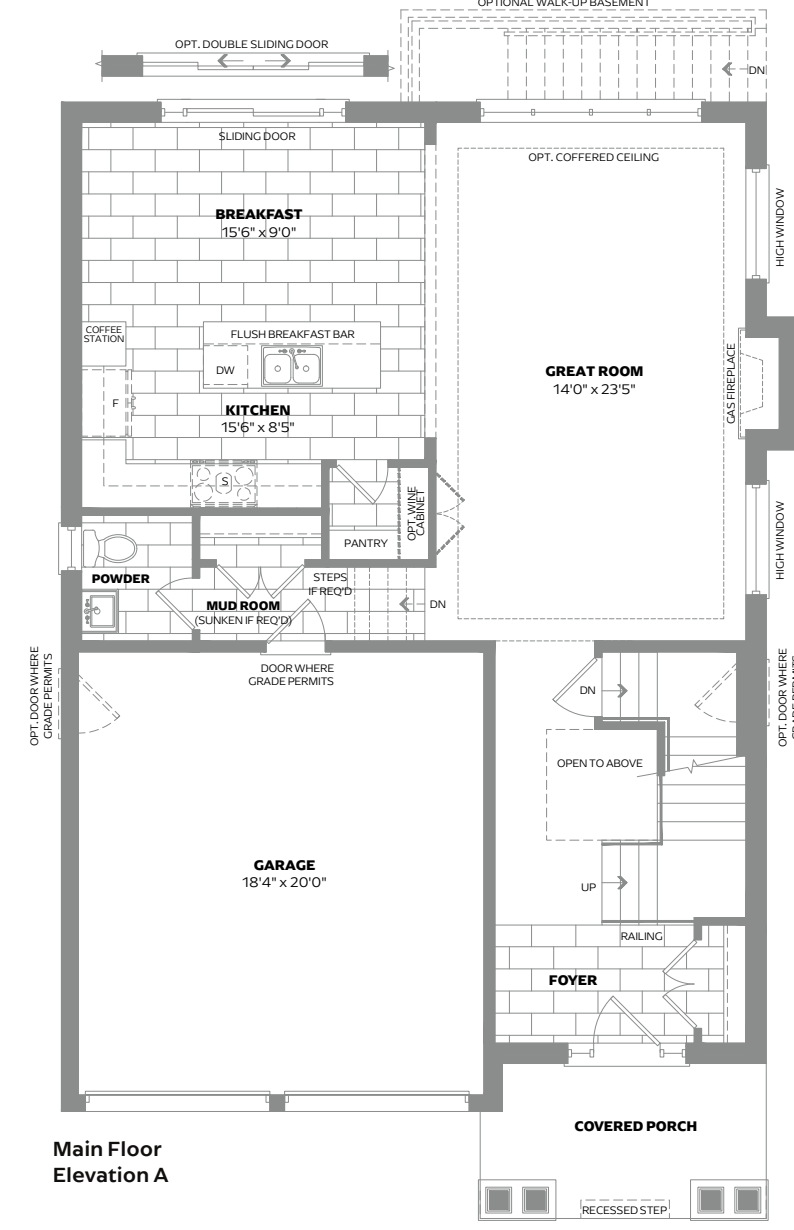 OPTIONAL WALK-UP BASEMENT
OPT. DOUBLE SLIDING DOOR
DN
SLIDING DOOR
OPT. COFFERED CEILING
BREAKFAST
15'6" x 9'0"
HIGH WINDOW
COFFEE
STATION
FLUSH BREAKFAST BAR
DW
F
KITCHEN
15'6" x 8'5"
GREAT ROOM
14'0" x 23'5"
GAS FIREPLACE
S
OPT. WINE
CABINET
PANTRY
HIGH WINDOW
POWDER
STEPS
IF REQ'D
MUD ROOM
(SUNKEN IF REQ'D)
DN
DOOR WHERE
GRADE PERMITS
OPT. DOOR WHERE
GRADE PERMITS
DN
OPT. DOOR WHERE
GRADE PERMITS
OPEN TO ABOVE
GARAGE
18'4" x 20'0"
UP
RAILING
FOYER
COVERED PORCH
Main Floor
Elevation A
RECESSED STEP